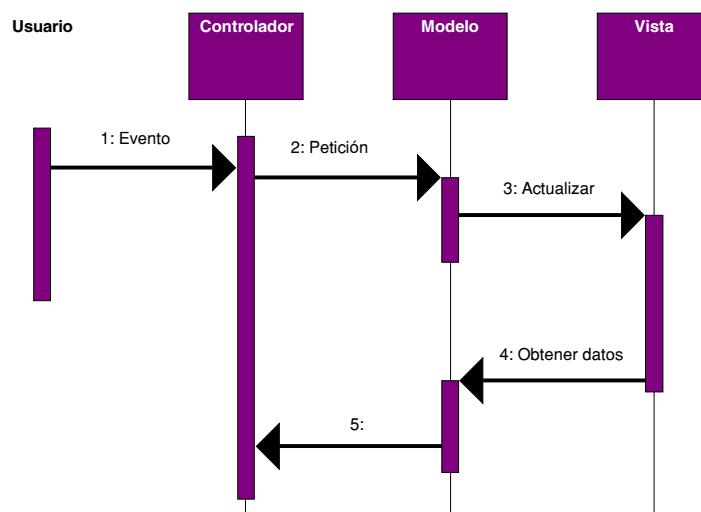 Usuario
Controlador
Modelo
Vista
1: Evento
2: Petición
3: Actualizar
4: Obtener datos
5: